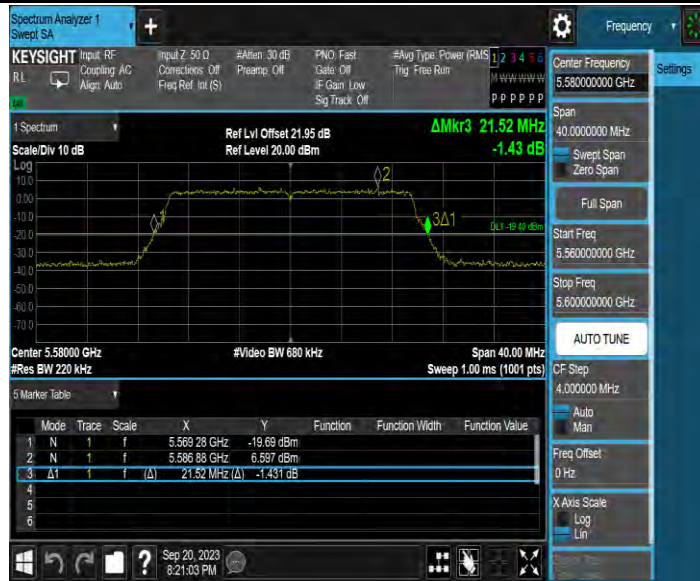 Spectrum Analyzer 1
Swept SA
+
Frequency
KEYSIGHT
RL
Input: RF
Coupling: AC
Align: Auto
Input Z: 50 Ω
Corrections: Off
Freq Ref: Int (S)
#Atten: 30 dB
Preamp: Off
PNO: Fast
Gate: Off
IF Gain: Low
Sig Track: Off
#Avg Type: Power (RMS
Trig: Free Run
1 2 3 4 5 6
M W W W W W
P P P P P P
Center Frequency
5.580000000 GHz
Settings
Span
40.0000000 MHz
Swept Span
Zero Span
Full Span
Start Freq
5.560000000 GHz
Stop Freq
5.600000000 GHz
AUTO TUNE
CF Step
4.000000 MHz
Auto
Man
Freq Offset
0 Hz
X Axis Scale
Log
Lin
1 Spectrum
Scale/Div 10 dB
Ref Lvl Offset 21.95 dB
Ref Level 20.00 dBm
ΔMkr3 21.52 MHz
-1.43 dB
Log
10.0
0.00
-10.0
-20.0
-30.0
-40.0
-50.0
-60.0
-70.0
2
3Δ1
DL1 -19.40 dBm
Center 5.58000 GHz
#Res BW 220 kHz
#Video BW 680 kHz
Span 40.00 MHz
Sweep 1.00 ms (1001 pts)
5 Marker Table
Mode Trace Scale X Y Function Function Width Function Value
1 N 1 f 5.569 28 GHz -19.69 dBm
2 N 1 f 5.586 88 GHz 6.597 dBm
3 Δ1 1 f (Δ) 21.52 MHz (Δ) -1.431 dB
4
5
6
?
Sep 20, 2023
8:21:03 PM